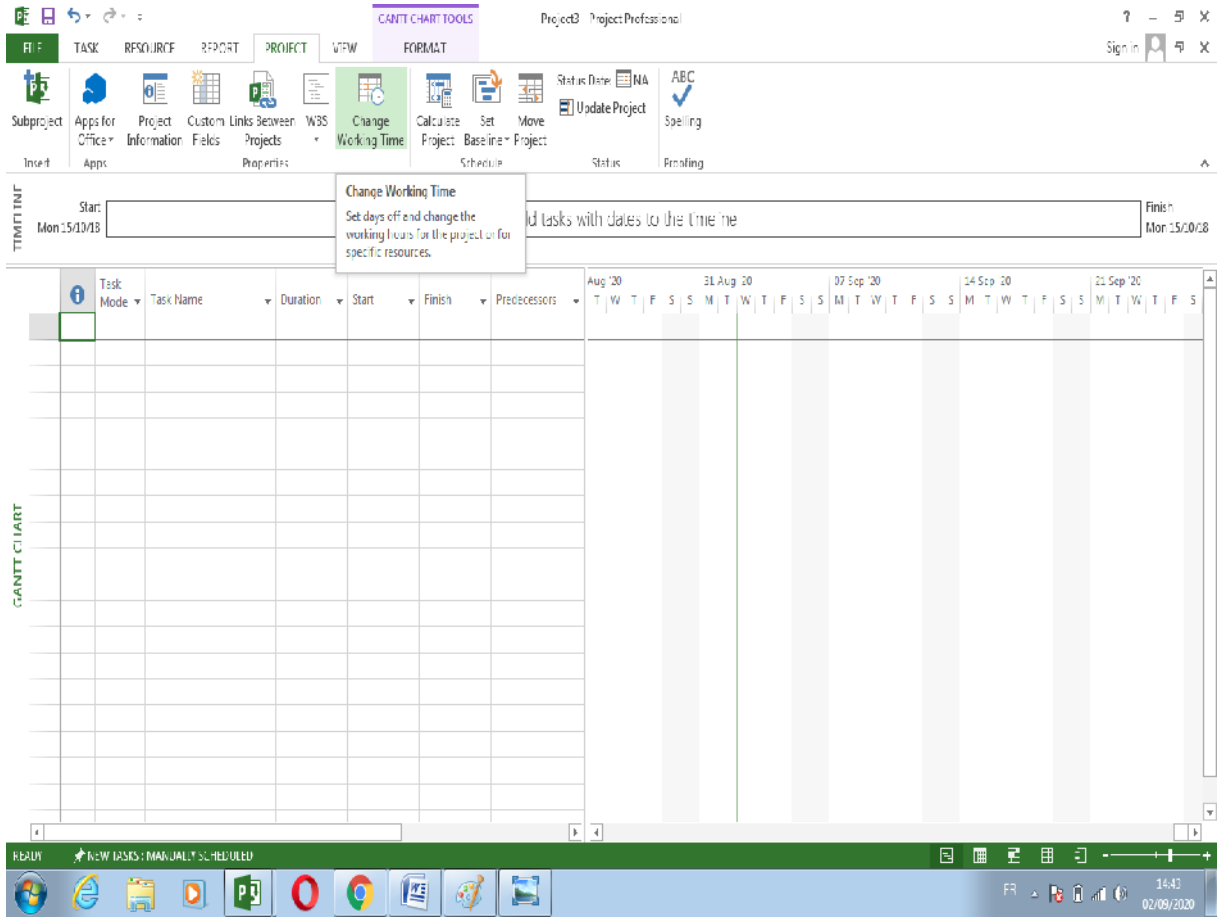 GANTT CHART TOOLS
Project3 - Project Professional
?
FILE TASK RESOURCE REPORT PROJECT VIEW FORMAT
Sign in
Subproject
Apps for
Office
Project
Information
Custom
Fields
Links Between
Projects
WBS
Change
Working Time
Calculate
Project
Set
Baseline
Move
Project
Status Date: NA
Update Project
ABC
Spelling
Insert Apps Properties Schedule Status Proofing
Change Working Time
Set days off and change the
working hours for the project or for
specific resources.
TIMELINE
Start
Mon 15/10/18
tasks with dates to the timeline
Finish
Mon 15/10/18
Task
Mode
Task Name
Duration
Start
Finish
Predecessors
Aug '20 31 Aug '20 07 Sep '20 14 Sep '20 21 Sep '20
T W T F S S M T W T F S S M T W T F S S M T W T F S S M T W T F S
GANTT CHART
READY NEW TASKS : MANUALLY SCHEDULED
FR
14:43
02/09/2020